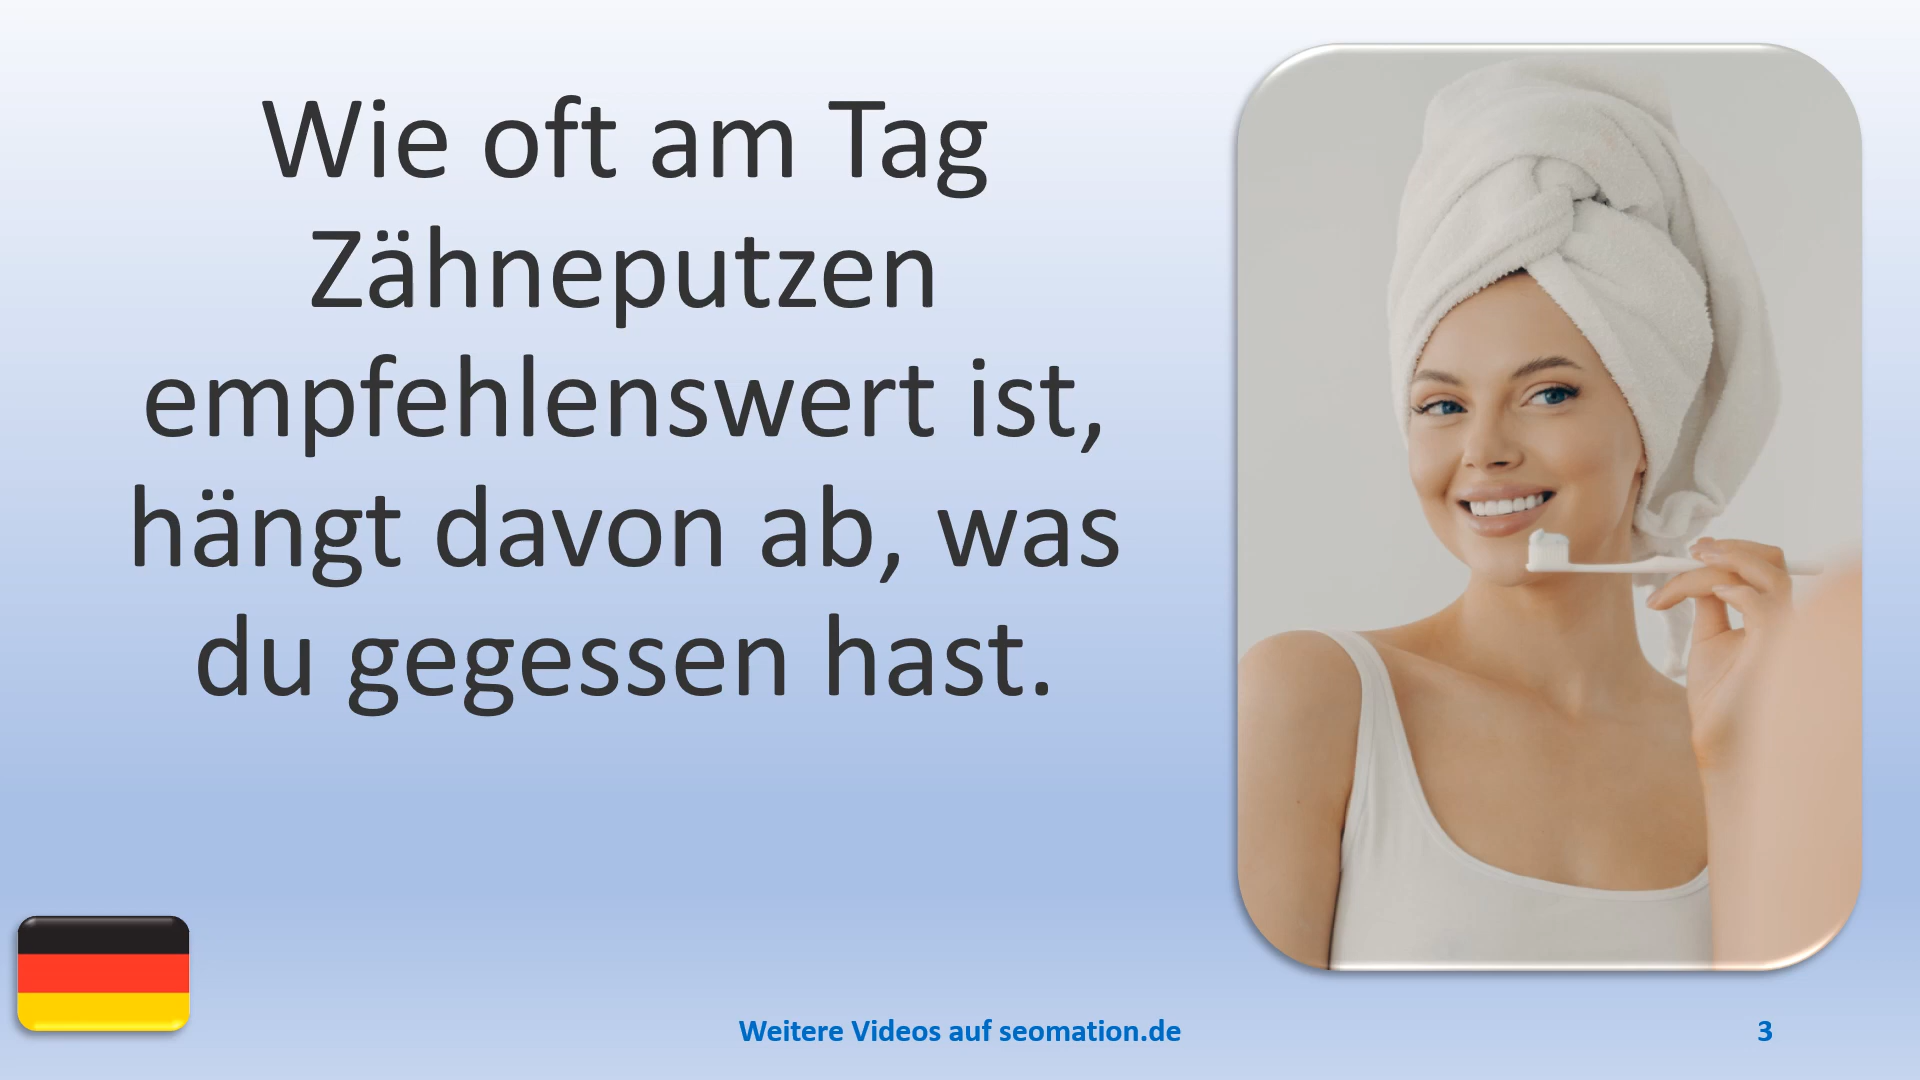 Wie oft am Tag
Zähneputzen
empfehlenswert ist,
hängt davon ab, was
du gegessen hast.
Weitere Videos auf seomation.de
3